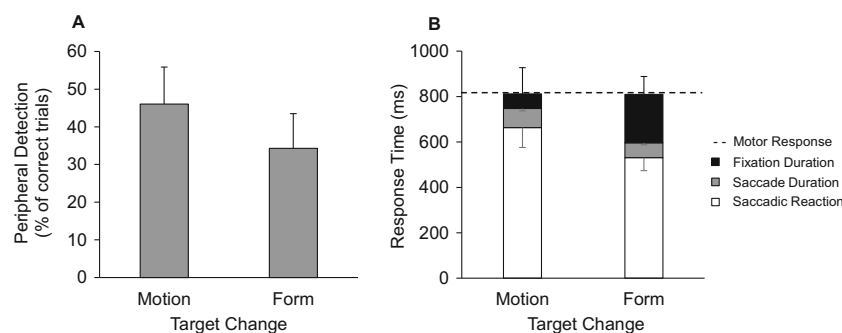 A
Peripheral Detection
(% of correct trials)
60
50
40
30
20
10
0
Motion
Form
Target Change
B
Response Time (ms)
1000
800
600
400
200
0
Motion
Form
Target Change
Motor Response
Fixation Duration
Saccade Duration
Saccadic Reaction